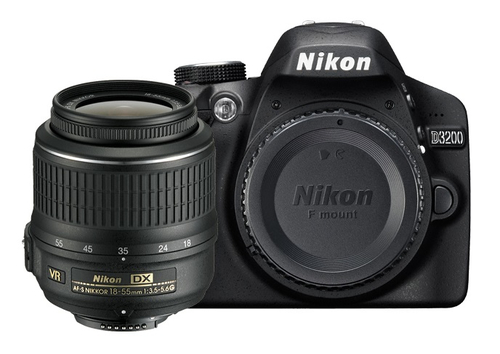 Nikon
D3200
Nikon
F mount
55 45 35 24 18
VR
Nikon DX
AF-S NIKKOR 18-55mm 1:3.5-5.6G